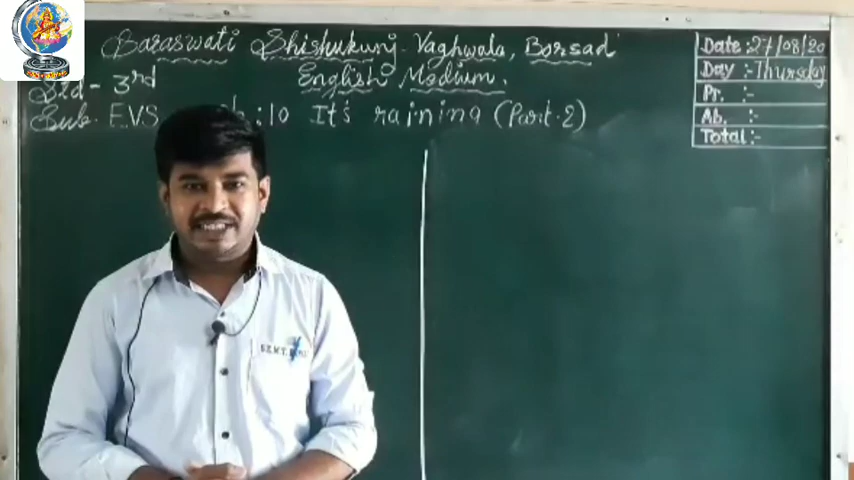 Saraswati Shishukunj. Vaghwala, Borsad
English Medium.
Std - 3rd
Sub. E.V.S
:10 It's raining (Part-2)
Date :- 27/08/20
Day :- Thursday
Pr. :-
Ab. :-
Total :-